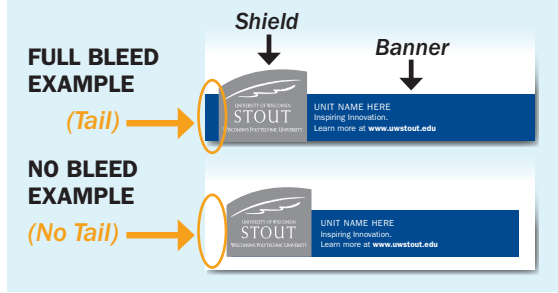 Shield
Banner
FULL BLEED
EXAMPLE
(Tail)
UNIVERSITY OF WISCONSIN
STOUT
WISCONSIN'S POLYTECHNIC UNIVERSITY
UNIT NAME HERE
Inspiring Innovation.
Learn more at www.uwstout.edu
NO BLEED
EXAMPLE
(No Tail)
UNIVERSITY OF WISCONSIN
STOUT
WISCONSIN'S POLYTECHNIC UNIVERSITY
UNIT NAME HERE
Inspiring Innovation.
Learn more at www.uwstout.edu